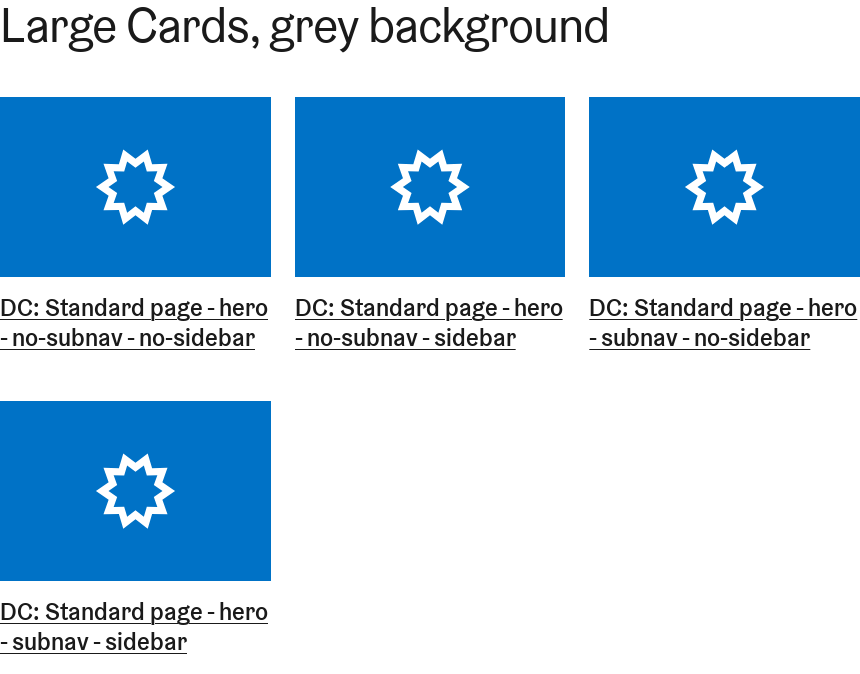 Large Cards, grey background
DC: Standard page - hero
- no-subnav - no-sidebar
DC: Standard page - hero
- no-subnav - sidebar
DC: Standard page - hero
- subnav - no-sidebar
DC: Standard page - hero
- subnav - sidebar